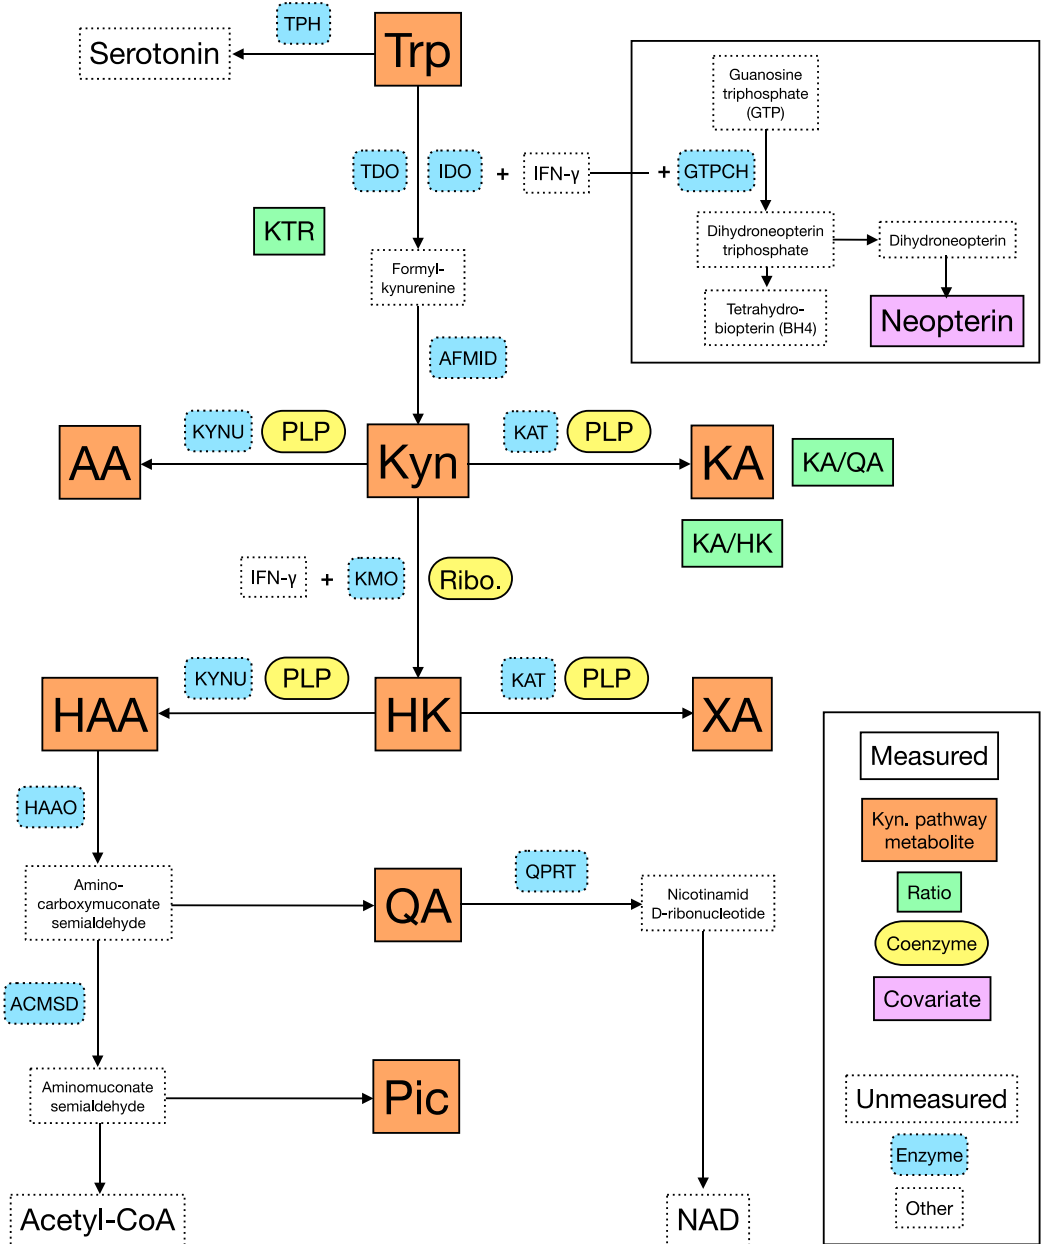 TPH
Serotonin
Trp
Guanosine
triphosphate
(GTP)
TDO
IDO
+
IFN-γ
+
GTPCH
KTR
Dihydroneopterin
triphosphate
Dihydroneopterin
Formyl-
kynurenine
Tetrahydro-
biopterin (BH4)
Neopterin
AFMID
KYNU
PLP
KAT
PLP
AA
Kyn
KA
KA/QA
KA/HK
IFN-γ
+
KMO
Ribo.
KYNU
PLP
KAT
PLP
HAA
HK
XA
HAAO
Amino-
carboxymuconate
semialdehyde
QA
QPRT
Nicotinamid
D-ribonucleotide
ACMSD
Aminomuconate
semialdehyde
Pic
Acetyl-CoA
NAD
Measured
Kyn. pathway
metabolite
Ratio
Coenzyme
Covariate
Unmeasured
Enzyme
Other